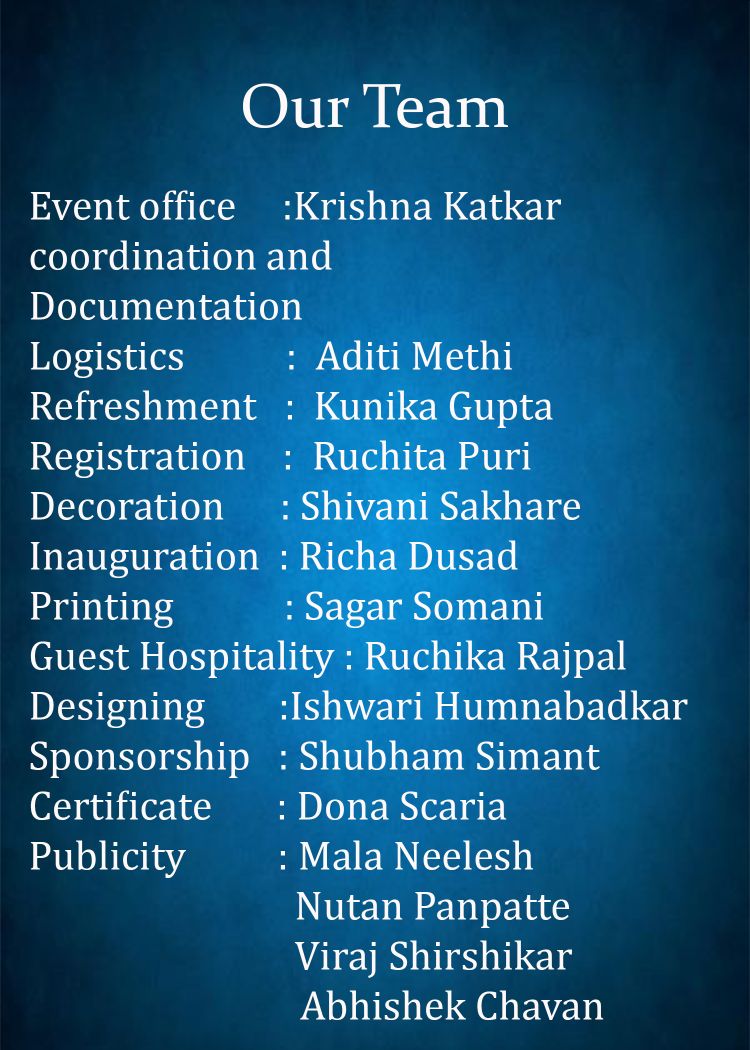 Our Team
Event office :Krishna Katkar
coordination and
Documentation
Logistics : Aditi Methi
Refreshment : Kunika Gupta
Registration : Ruchita Puri
Decoration : Shivani Sakhare
Inauguration : Richa Dusad
Printing : Sagar Somani
Guest Hospitality : Ruchika Rajpal
Designing :Ishwari Humnabadkar
Sponsorship : Shubham Simant
Certificate : Dona Scaria
Publicity : Mala Neelesh
Nutan Panpatte
Viraj Shirshikar
Abhishek Chavan